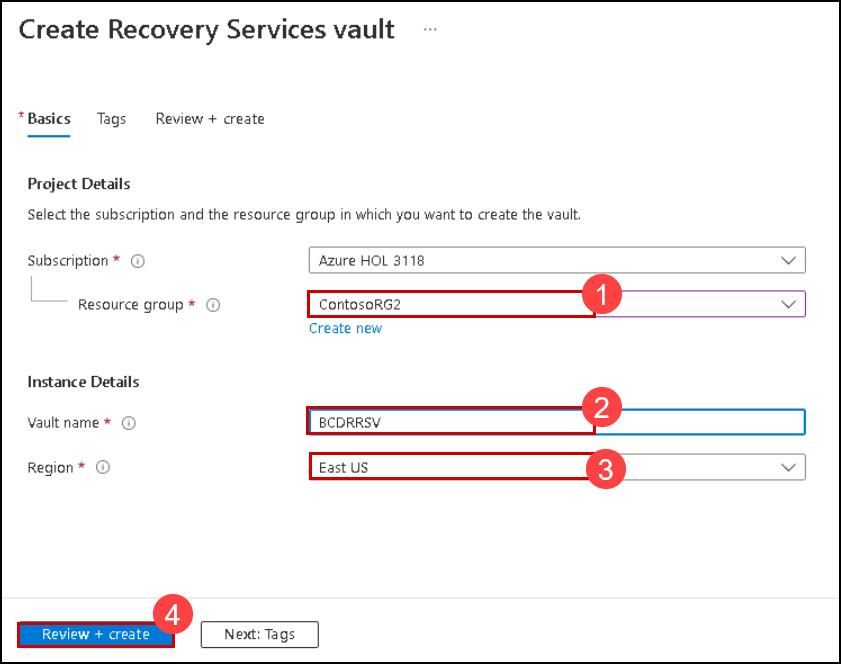 Create Recovery Services vault ...
* Basics Tags Review + create
Project Details
Select the subscription and the resource group in which you want to create the vault.
Subscription * i Azure HOL 3118
1
Resource group * i ContosoRG2
Create new
Instance Details
2
Vault name * i BCDRRSV
Region * i East US 3
4
Review + create Next: Tags